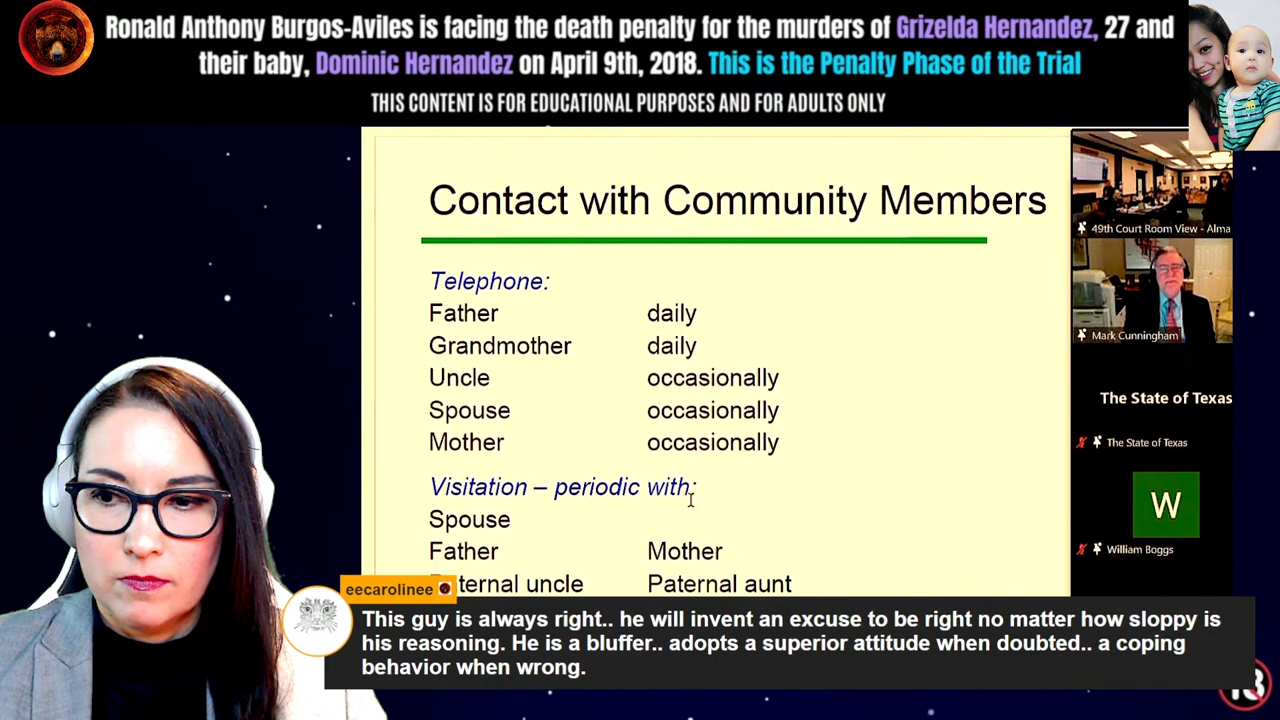 Ronald Anthony Burgos-Aviles is facing the death penalty for the murders of Grizelda Hernandez, 27 and
their baby, Dominic Hernandez on April 9th, 2018. This is the Penalty Phase of the Trial
THIS CONTENT IS FOR EDUCATIONAL PURPOSES AND FOR ADULTS ONLY
Contact with Community Members
Telephone:
Father daily
Grandmother daily
Uncle occasionally
Spouse occasionally
Mother occasionally
Visitation – periodic with:
Spouse
Father Mother
ternal uncle Paternal aunt
49th Court Room View - Alma
Mark Cunningham
The State of Texas
The State of Texas
W
William Boggs
eecarolinee
This guy is always right.. he will invent an excuse to be right no matter how sloppy is
his reasoning. He is a bluffer.. adopts a superior attitude when doubted.. a coping
behavior when wrong.